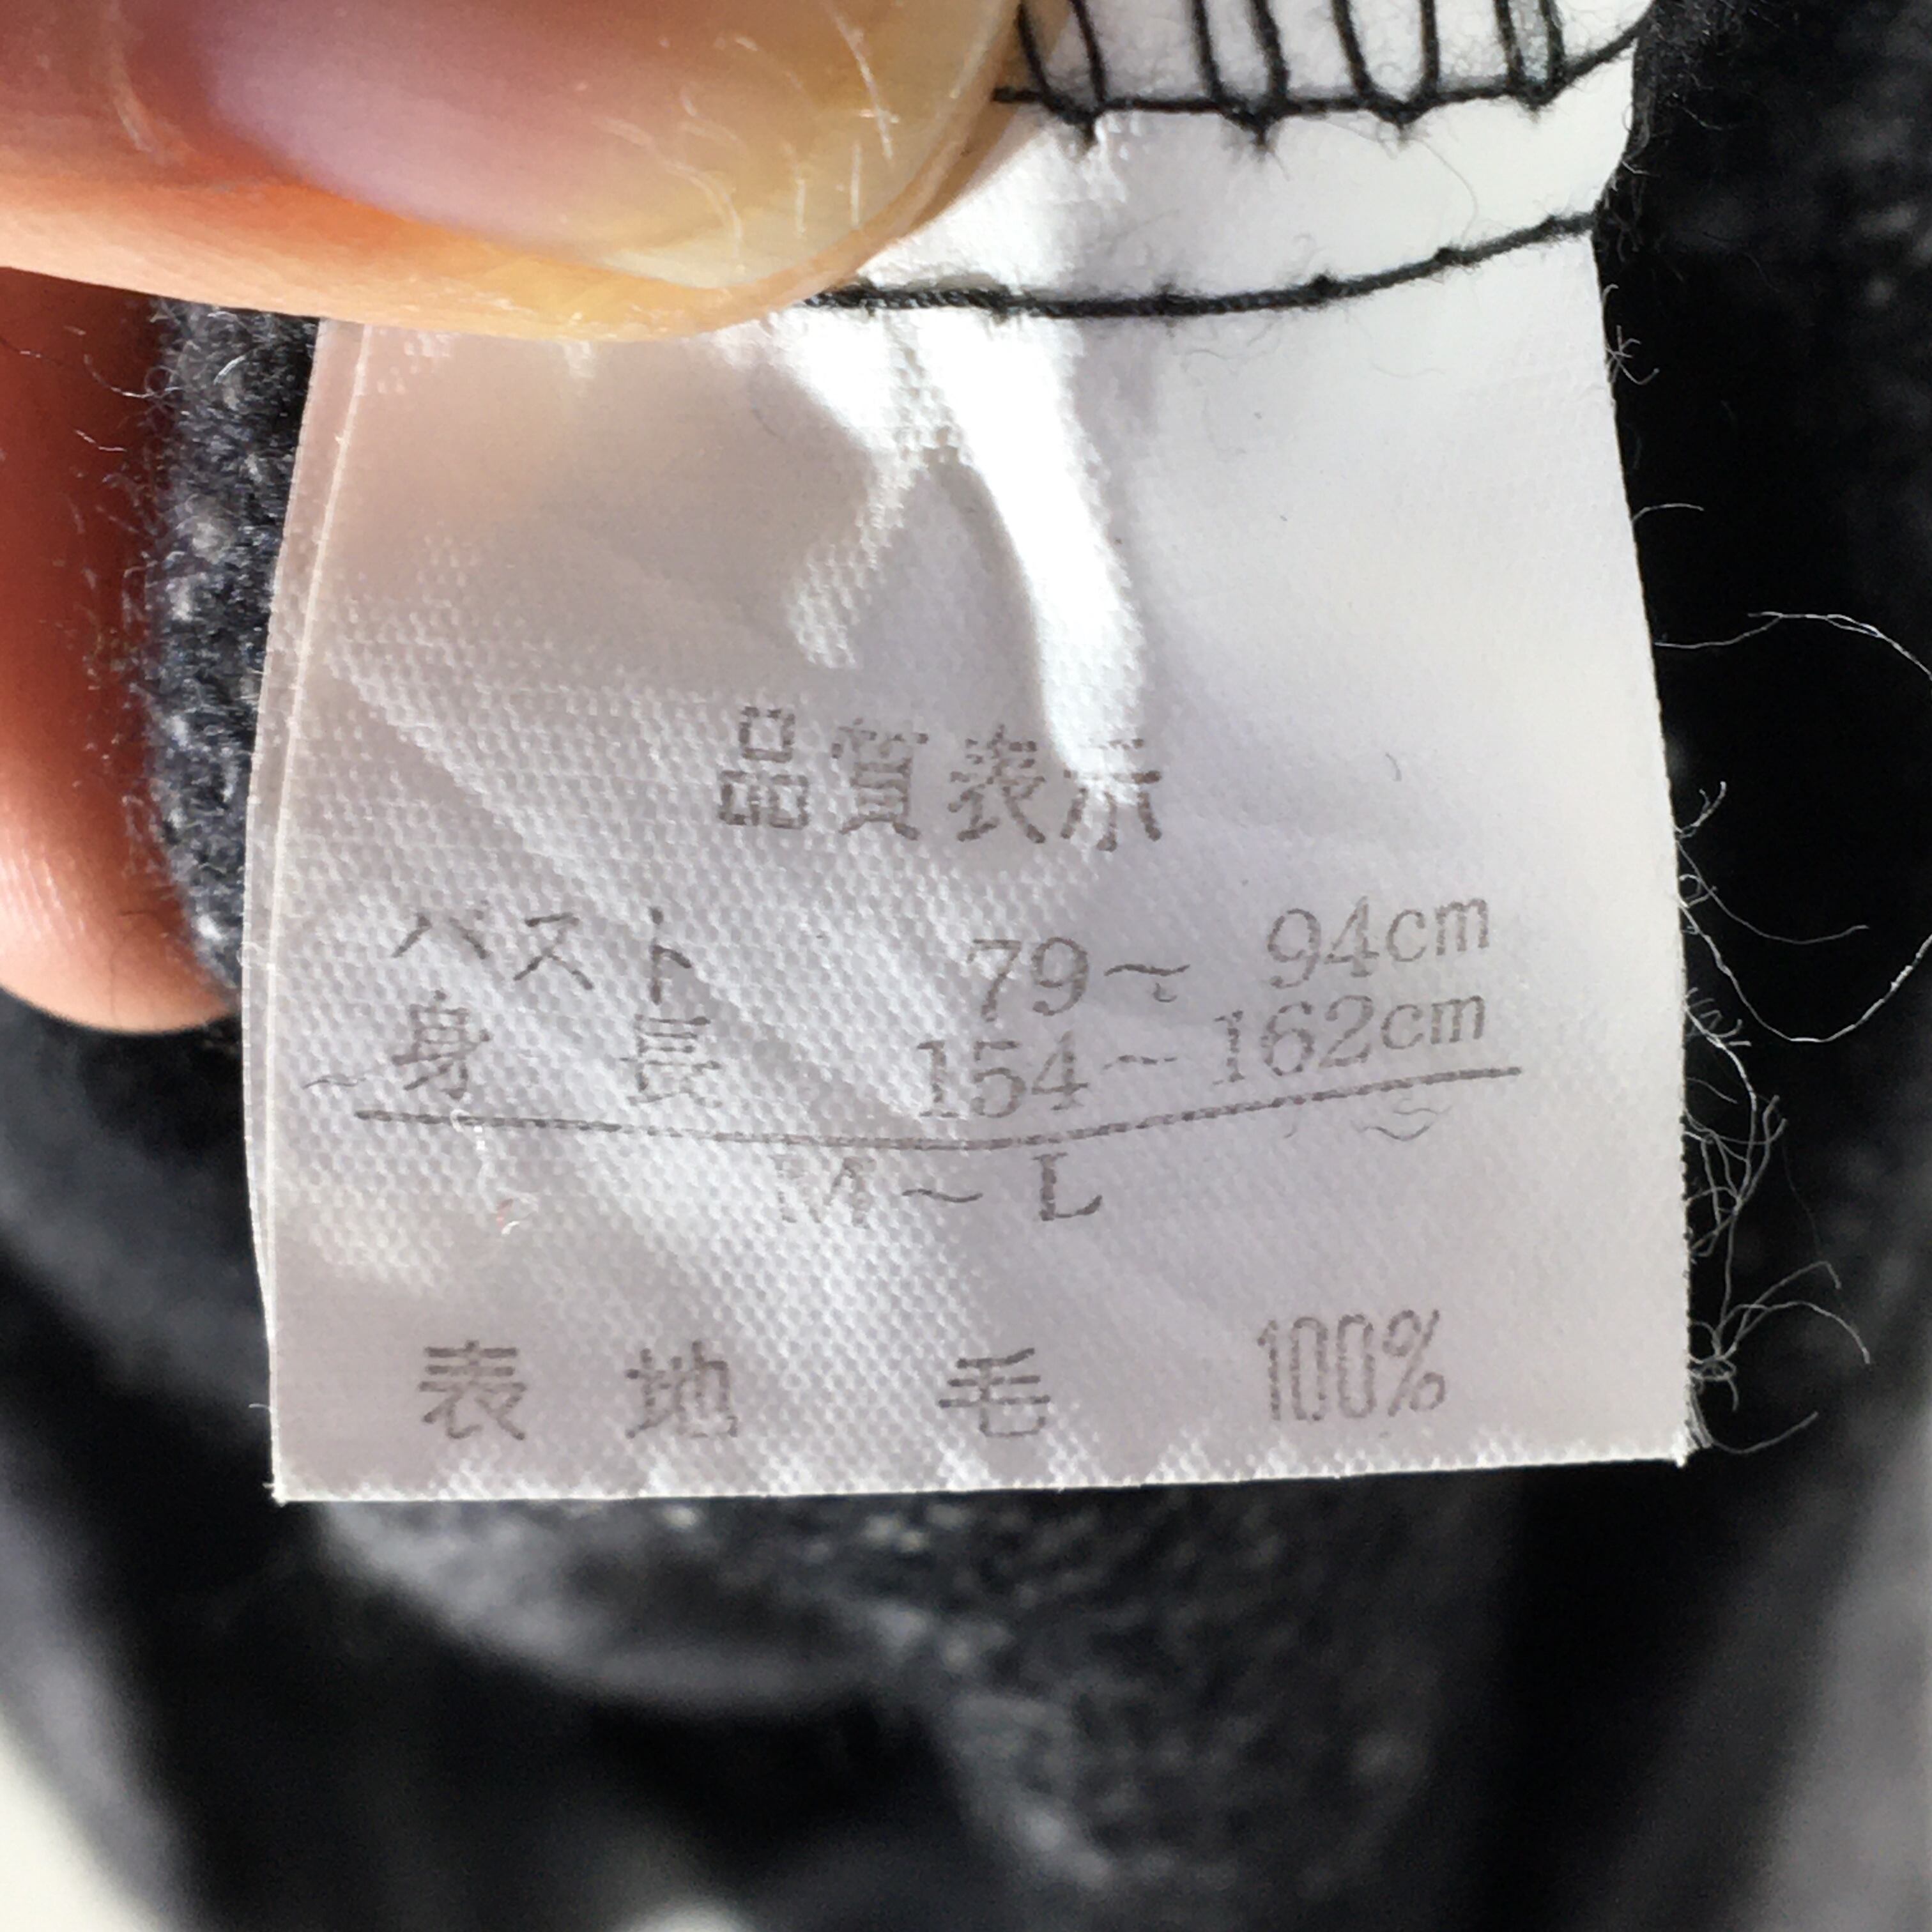 品質表示
バスト 79～94cm
身長 154～162cm
M～L
表地 毛 100%